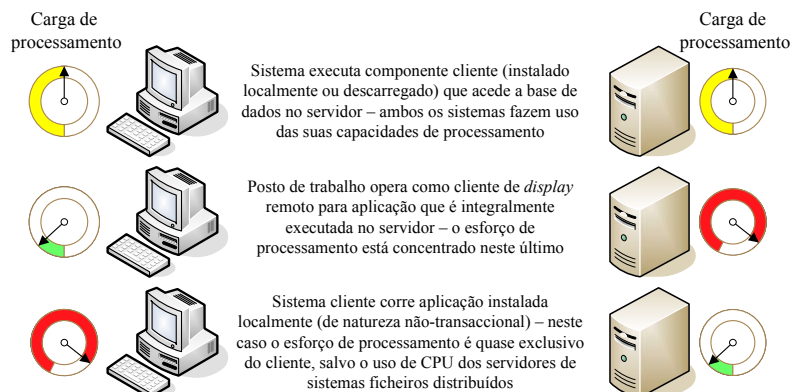 Carga de
processamento
Carga de
processamento
Sistema executa componente cliente (instalado
localmente ou descarregado) que acede a base de
dados no servidor – ambos os sistemas fazem uso
das suas capacidades de processamento
Posto de trabalho opera como cliente de display
remoto para aplicação que é integralmente
executada no servidor – o esforço de
processamento está concentrado neste último
Sistema cliente corre aplicação instalada
localmente (de natureza não-transaccional) – neste
caso o esforço de processamento é quase exclusivo
do cliente, salvo o uso de CPU dos servidores de
sistemas ficheiros distribuídos